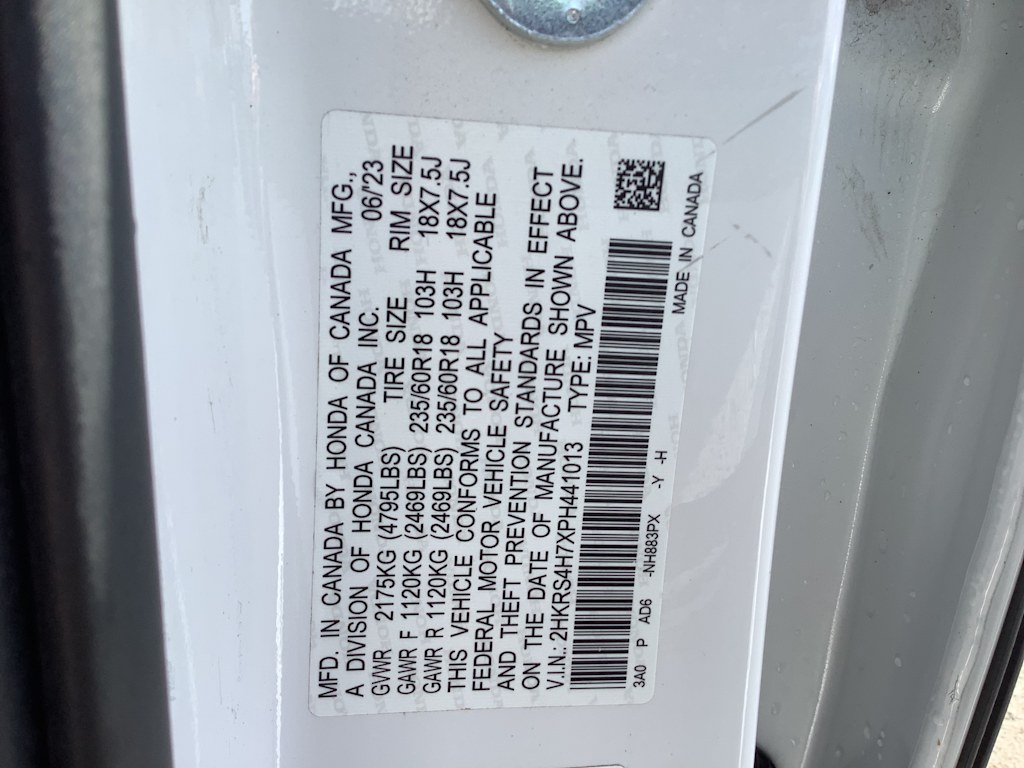 MFD. IN CANADA BY HONDA OF CANADA MFG.,
A DIVISION OF HONDA CANADA INC. 06/'23
GVWR 2175KG (4795LBS) TIRE SIZE RIM SIZE
GAWR F 1120KG (2469LBS) 235/60R18 103H 18X7.5J
GAWR R 1120KG (2469LBS) 235/60R18 103H 18X7.5J
THIS VEHICLE CONFORMS TO ALL APPLICABLE
FEDERAL MOTOR VEHICLE SAFETY
AND THEFT PREVENTION STANDARDS IN EFFECT
ON THE DATE OF MANUFACTURE SHOWN ABOVE.
V.I.N.: 2HKRS4H7XPH441013 TYPE: MPV
3A0 P AD6 -NH883PX -Y -H
MADE IN CANADA